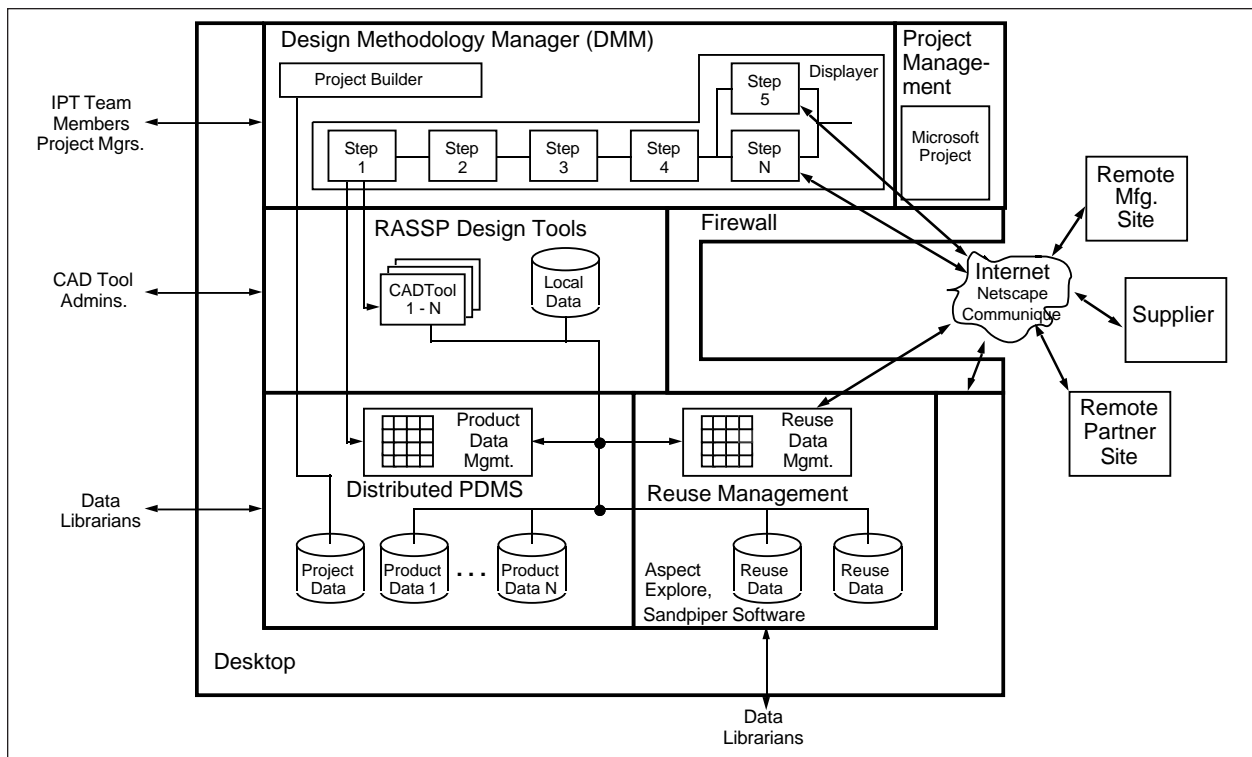 Design Methodology Manager (DMM)
Project
Manage-
ment
Project Builder
Displayer
Step
5
IPT Team
Members
Project Mgrs.
Step
1
Step
2
Step
3
Step
4
Step
N
Microsoft
Project
Remote
Mfg.
Site
RASSP Design Tools
Firewall
CAD Tool
Admins.
CADTool
1 - N
Local
Data
Internet
Netscape
Communique
Supplier
Product
Data
Mgmt.
Reuse
Data
Mgmt.
Remote
Partner
Site
Distributed PDMS
Reuse Management
Data
Librarians
Project
Data
Product
Data 1
. . .
Product
Data N
Aspect
Explore,
Sandpiper Software
Reuse
Data
Reuse
Data
Desktop
Data
Librarians